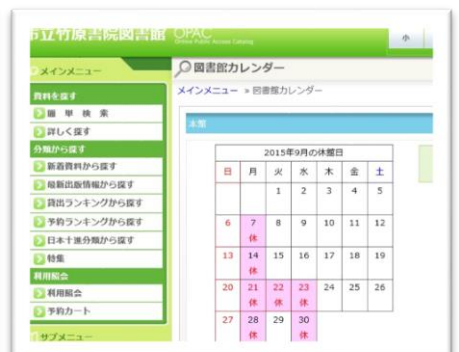 市立竹原書院図書館 OPAC
Online Public Access Catalog
小
メインメニュー
図書館カレンダー
メインメニュー » 図書館カレンダー
資料を探す
簡 単 検 索
詳しく探す
分類から探す
新着資料から探す
最新出版情報から探す
貸出ランキングから探す
予約ランキングから探す
日本十進分類から探す
特集
利用照会
利用照会
予約カート
サブメニュー
本館
2015年9月の休館日
日 月 火 水 木 金 土
1 2 3 4 5
6 7 8 9 10 11 12
休
13 14 15 16 17 18 19
休
20 21 22 23 24 25 26
休 休 休
27 28 29 30
休 休